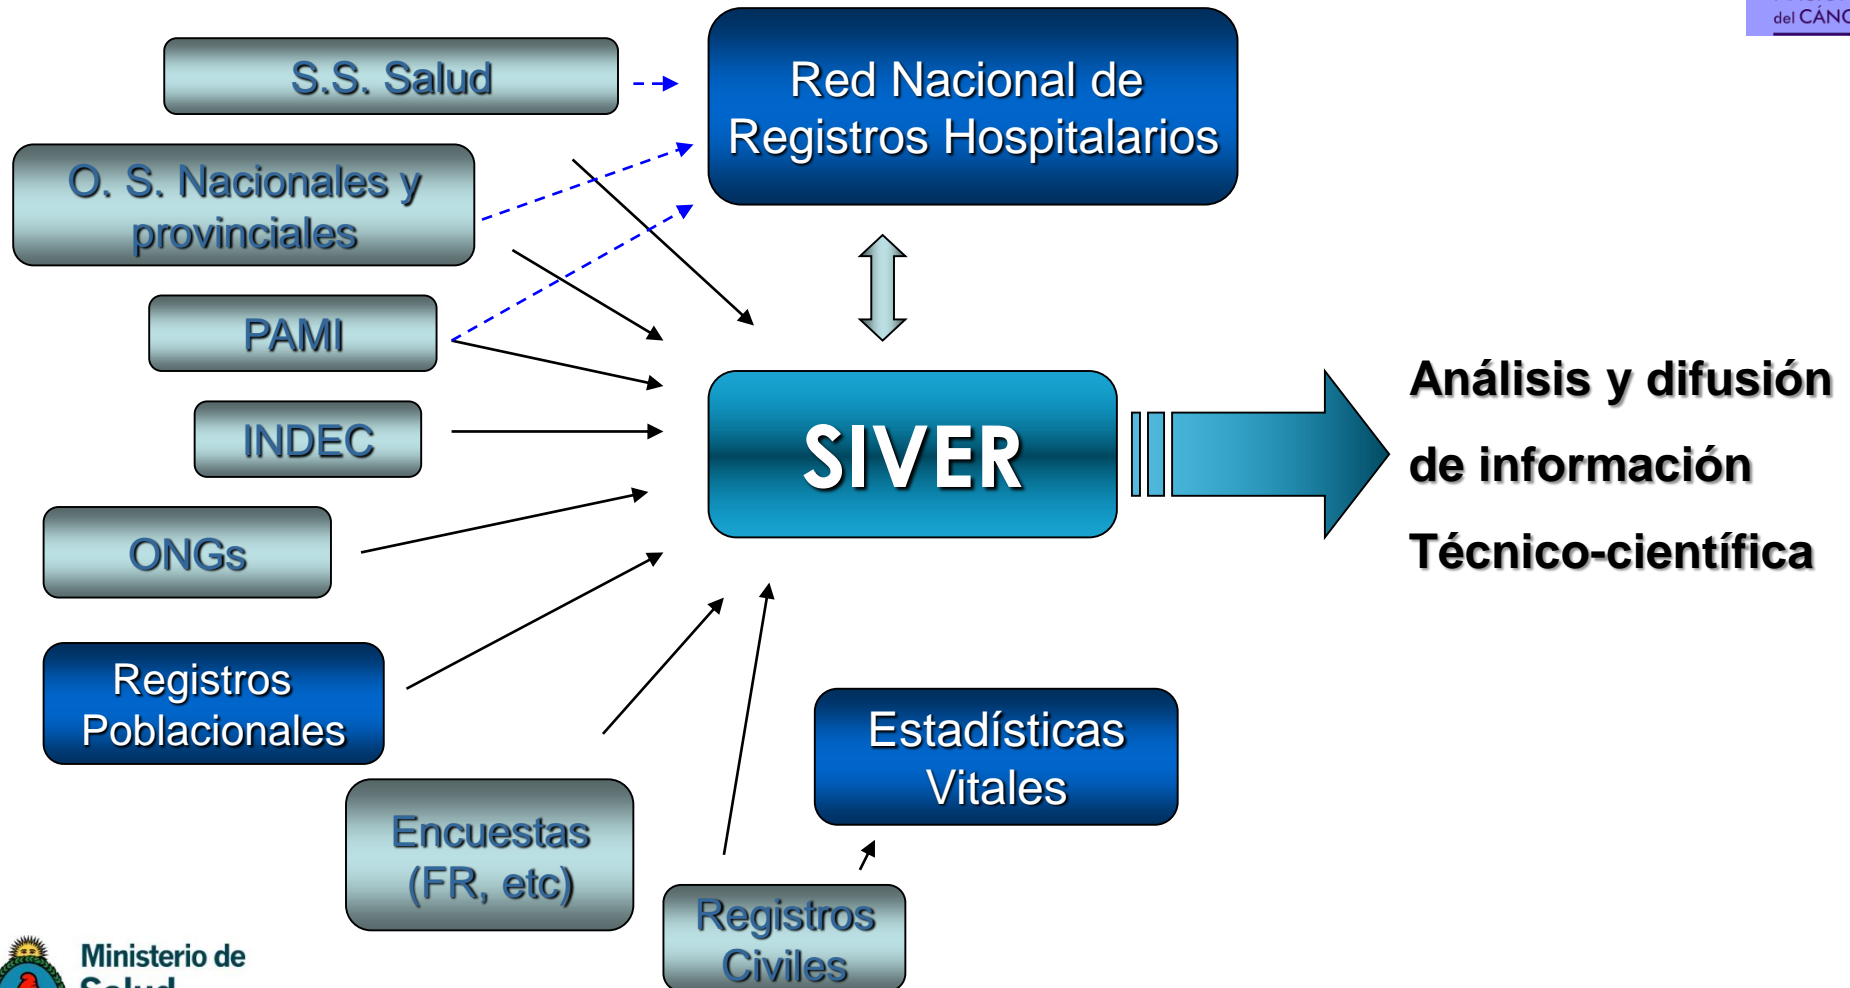 del CÁNC
S.S. Salud
Red Nacional de
Registros Hospitalarios
O. S. Nacionales y
provinciales
PAMI
INDEC
SIVER
Análisis y difusión
de información
Técnico-científica
ONGs
Registros
Poblacionales
Estadísticas
Vitales
Encuestas
(FR, etc)
Registros
Civiles
Ministerio de
Salud